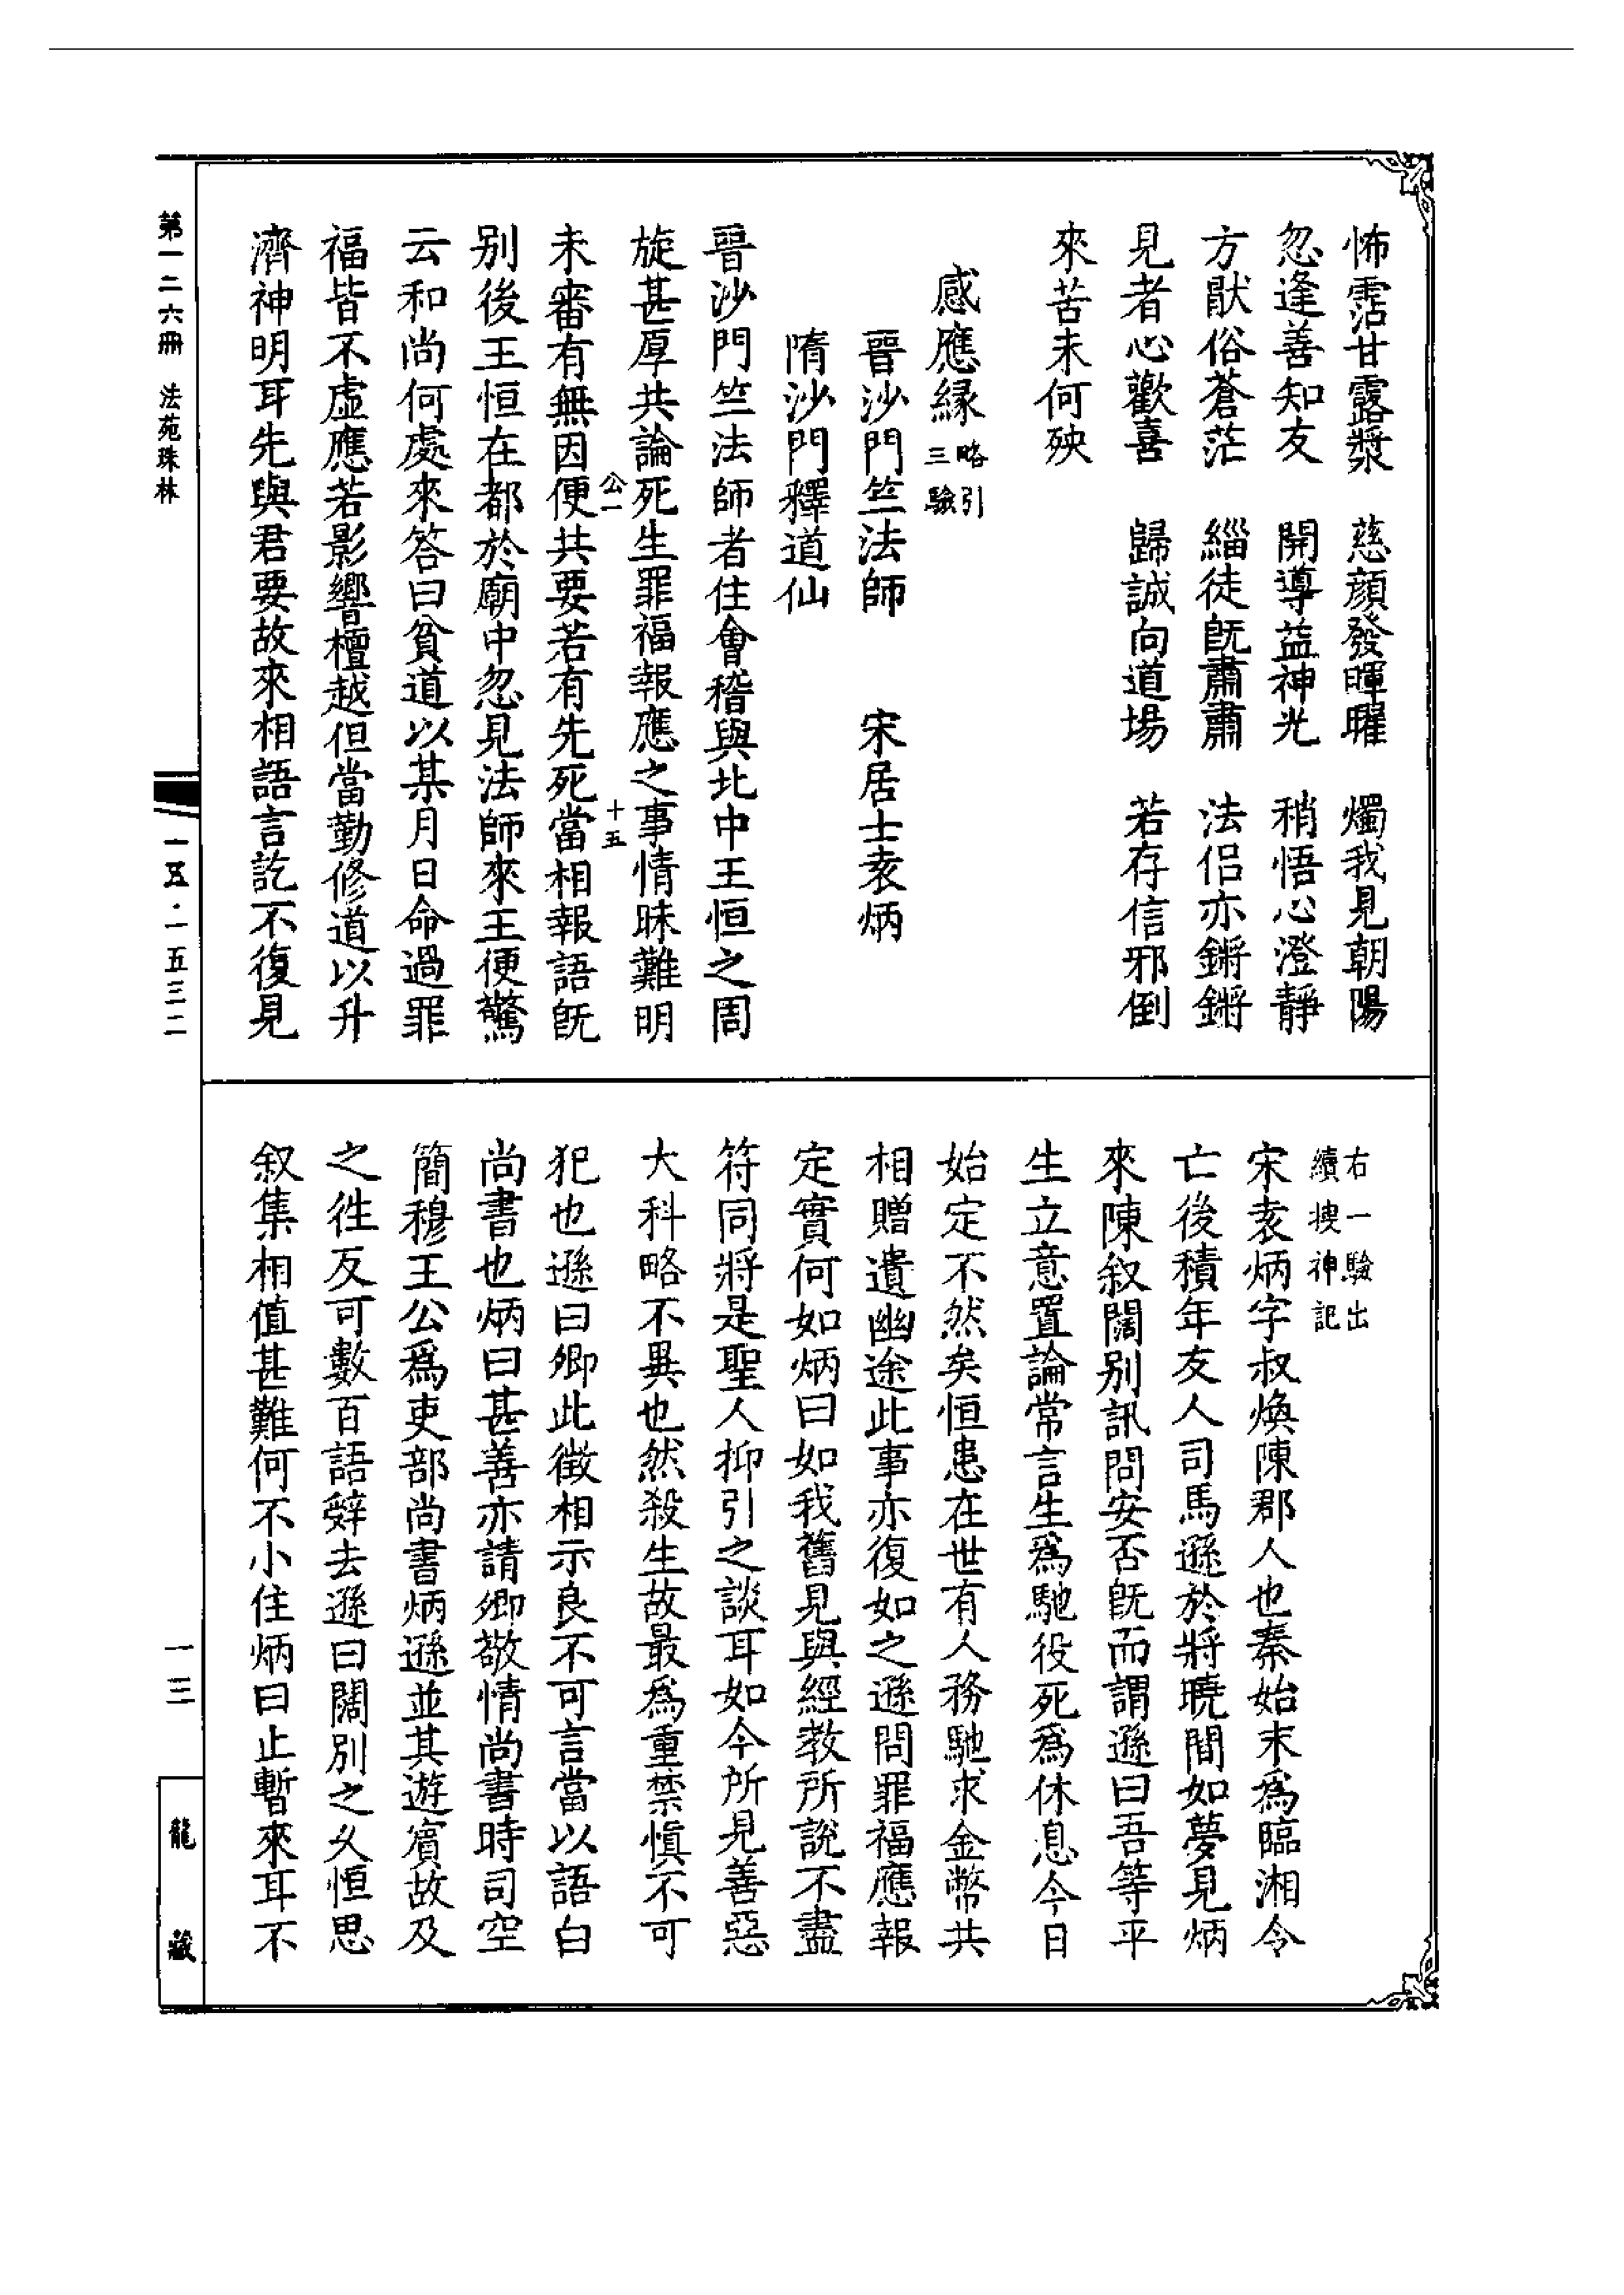 怖霑甘露漿　慈顔發暉曜　燭我見朝陽
忽逢善知友　開導益神光　稍悟心澄靜
方猒俗蒼茫　緇徒旣肅肅　法侣亦鏘鏘
見者心歡喜　歸誠向道場　若存信邪倒
來苦未何殃
感應縁略引三驗
晉沙門竺法師　宋居士袁炳
隋沙門釋道仙
晉沙門竺法師者住會稽與北中王恒之周
旋甚厚共論死生罪福報應之事情昧難明
公一　十五
未審有無因便共要若有先死當相報語旣
别後王恒在都於廟中忽見法師來王便驚
云和尚何處來答曰貧道以某月日命過罪
福皆不虚應若影響檀越但當勤修道以升
濟神明耳先與君要故來相語言訖不復見
右一驗出
續搜神記
宋袁炳字叔煥陳郡人也秦始末爲臨湘令
亡後積年友人司馬遜於將曉間如夢見炳
來陳叙闊别訊問安否旣而謂遜曰吾等平
生立意置論常言生爲馳役死爲休息今日
始定不然矣恒患在世有人務馳求金幣共
相贈遺幽途此事亦復如之遜問罪福應報
定實何如炳曰如我舊見與經教所說不盡
符同將是聖人抑引之談耳如今所見善惡
大科略不異也然殺生故最爲重禁愼不可
犯也遜曰卿此徴相示良不可言當以語白
尚書也炳曰甚善亦請卿敬情尚書時司空
簡穆王公爲吏部尚書炳遜並其遊賓故及
之徃反可數百語辤去遜曰闊別之久恒思
叙集相值甚難何不小住炳曰止暫來耳不
第一二六冊　法苑珠林
一五・一五三二
一三
龍藏